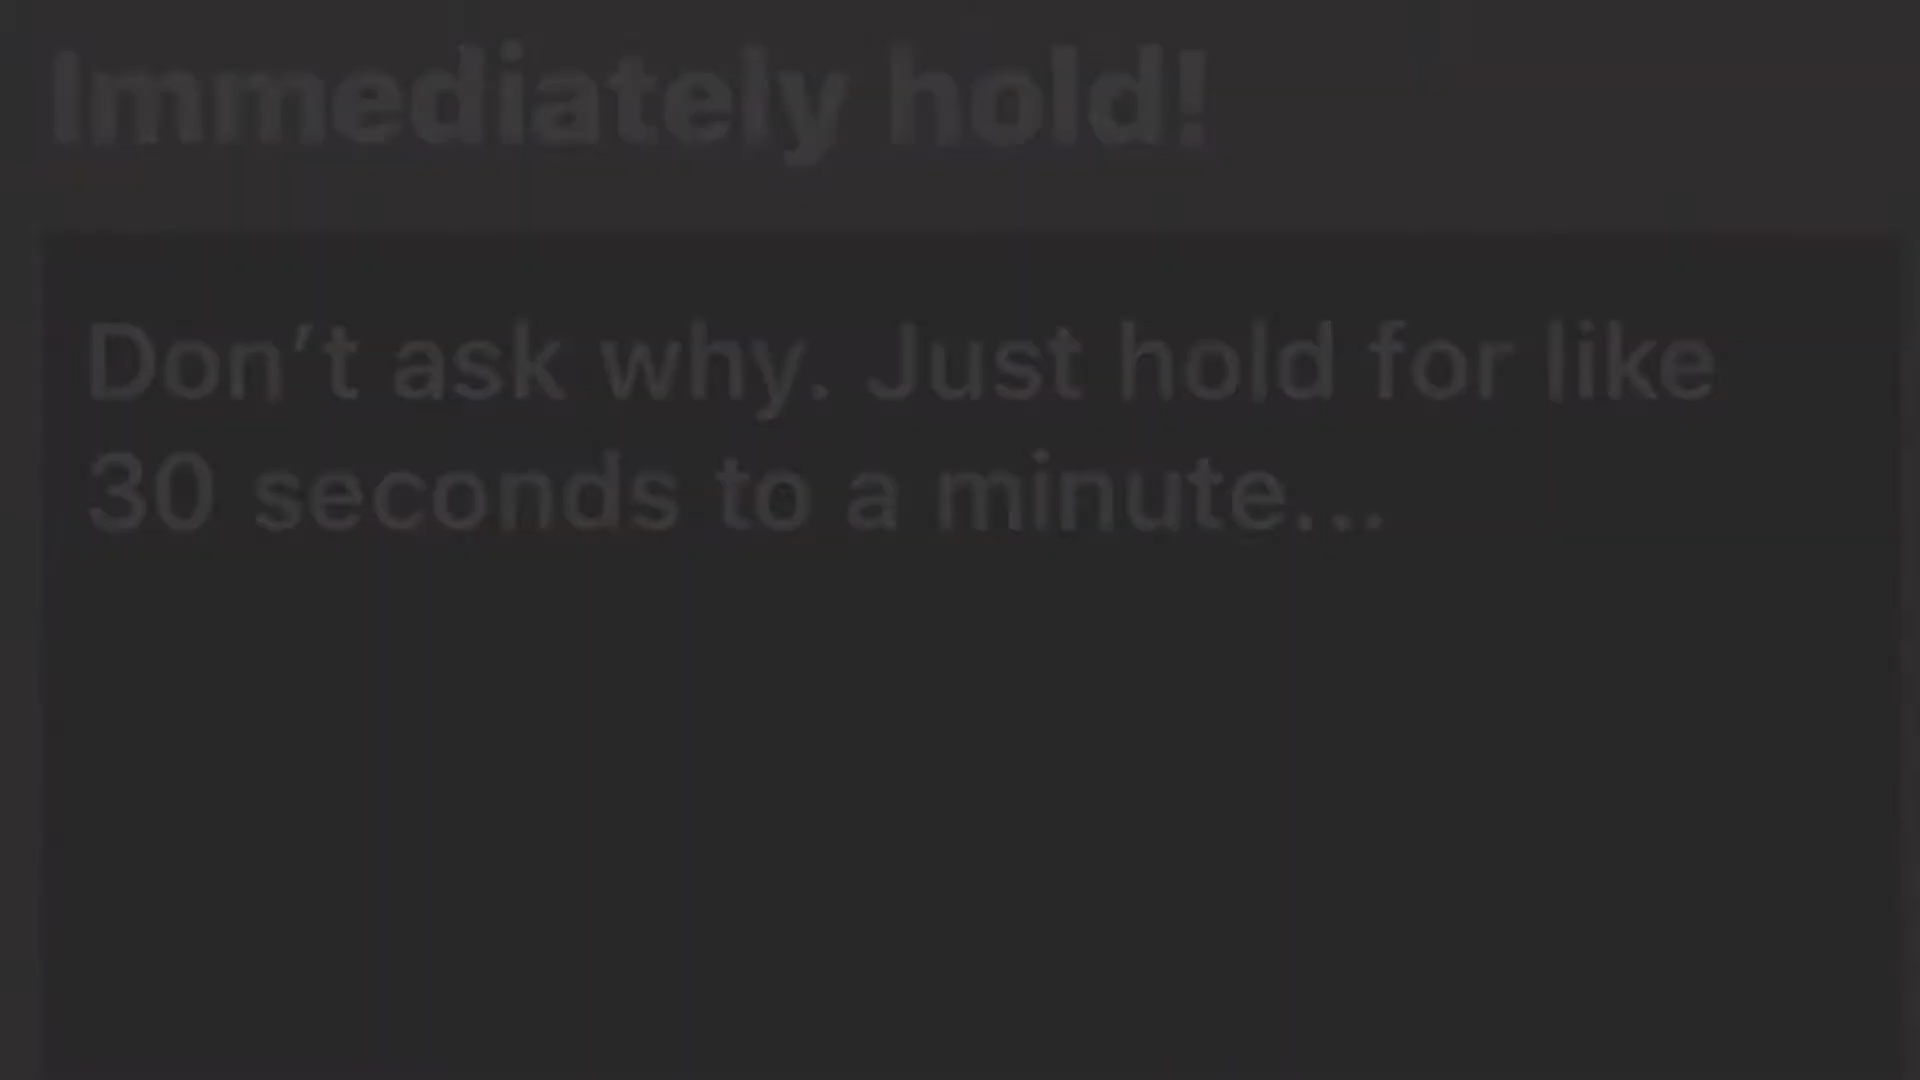 Immediately hold!
Don’t ask why. Just hold for like
30 seconds to a minute...